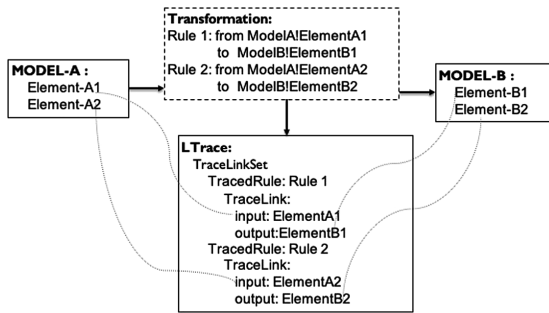 Transformation:
Rule 1: from ModelA!ElementA1
to ModelB!ElementB1
Rule 2: from ModelA!ElementA2
to ModelB!ElementB2
MODEL-A :
Element-A1
Element-A2
MODEL-B :
Element-B1
Element-B2
LTrace:
TraceLinkSet
TracedRule: Rule 1
TraceLink:
input: ElementA1
output:ElementB1
TracedRule: Rule 2
TraceLink:
input: ElementA2
output: ElementB2